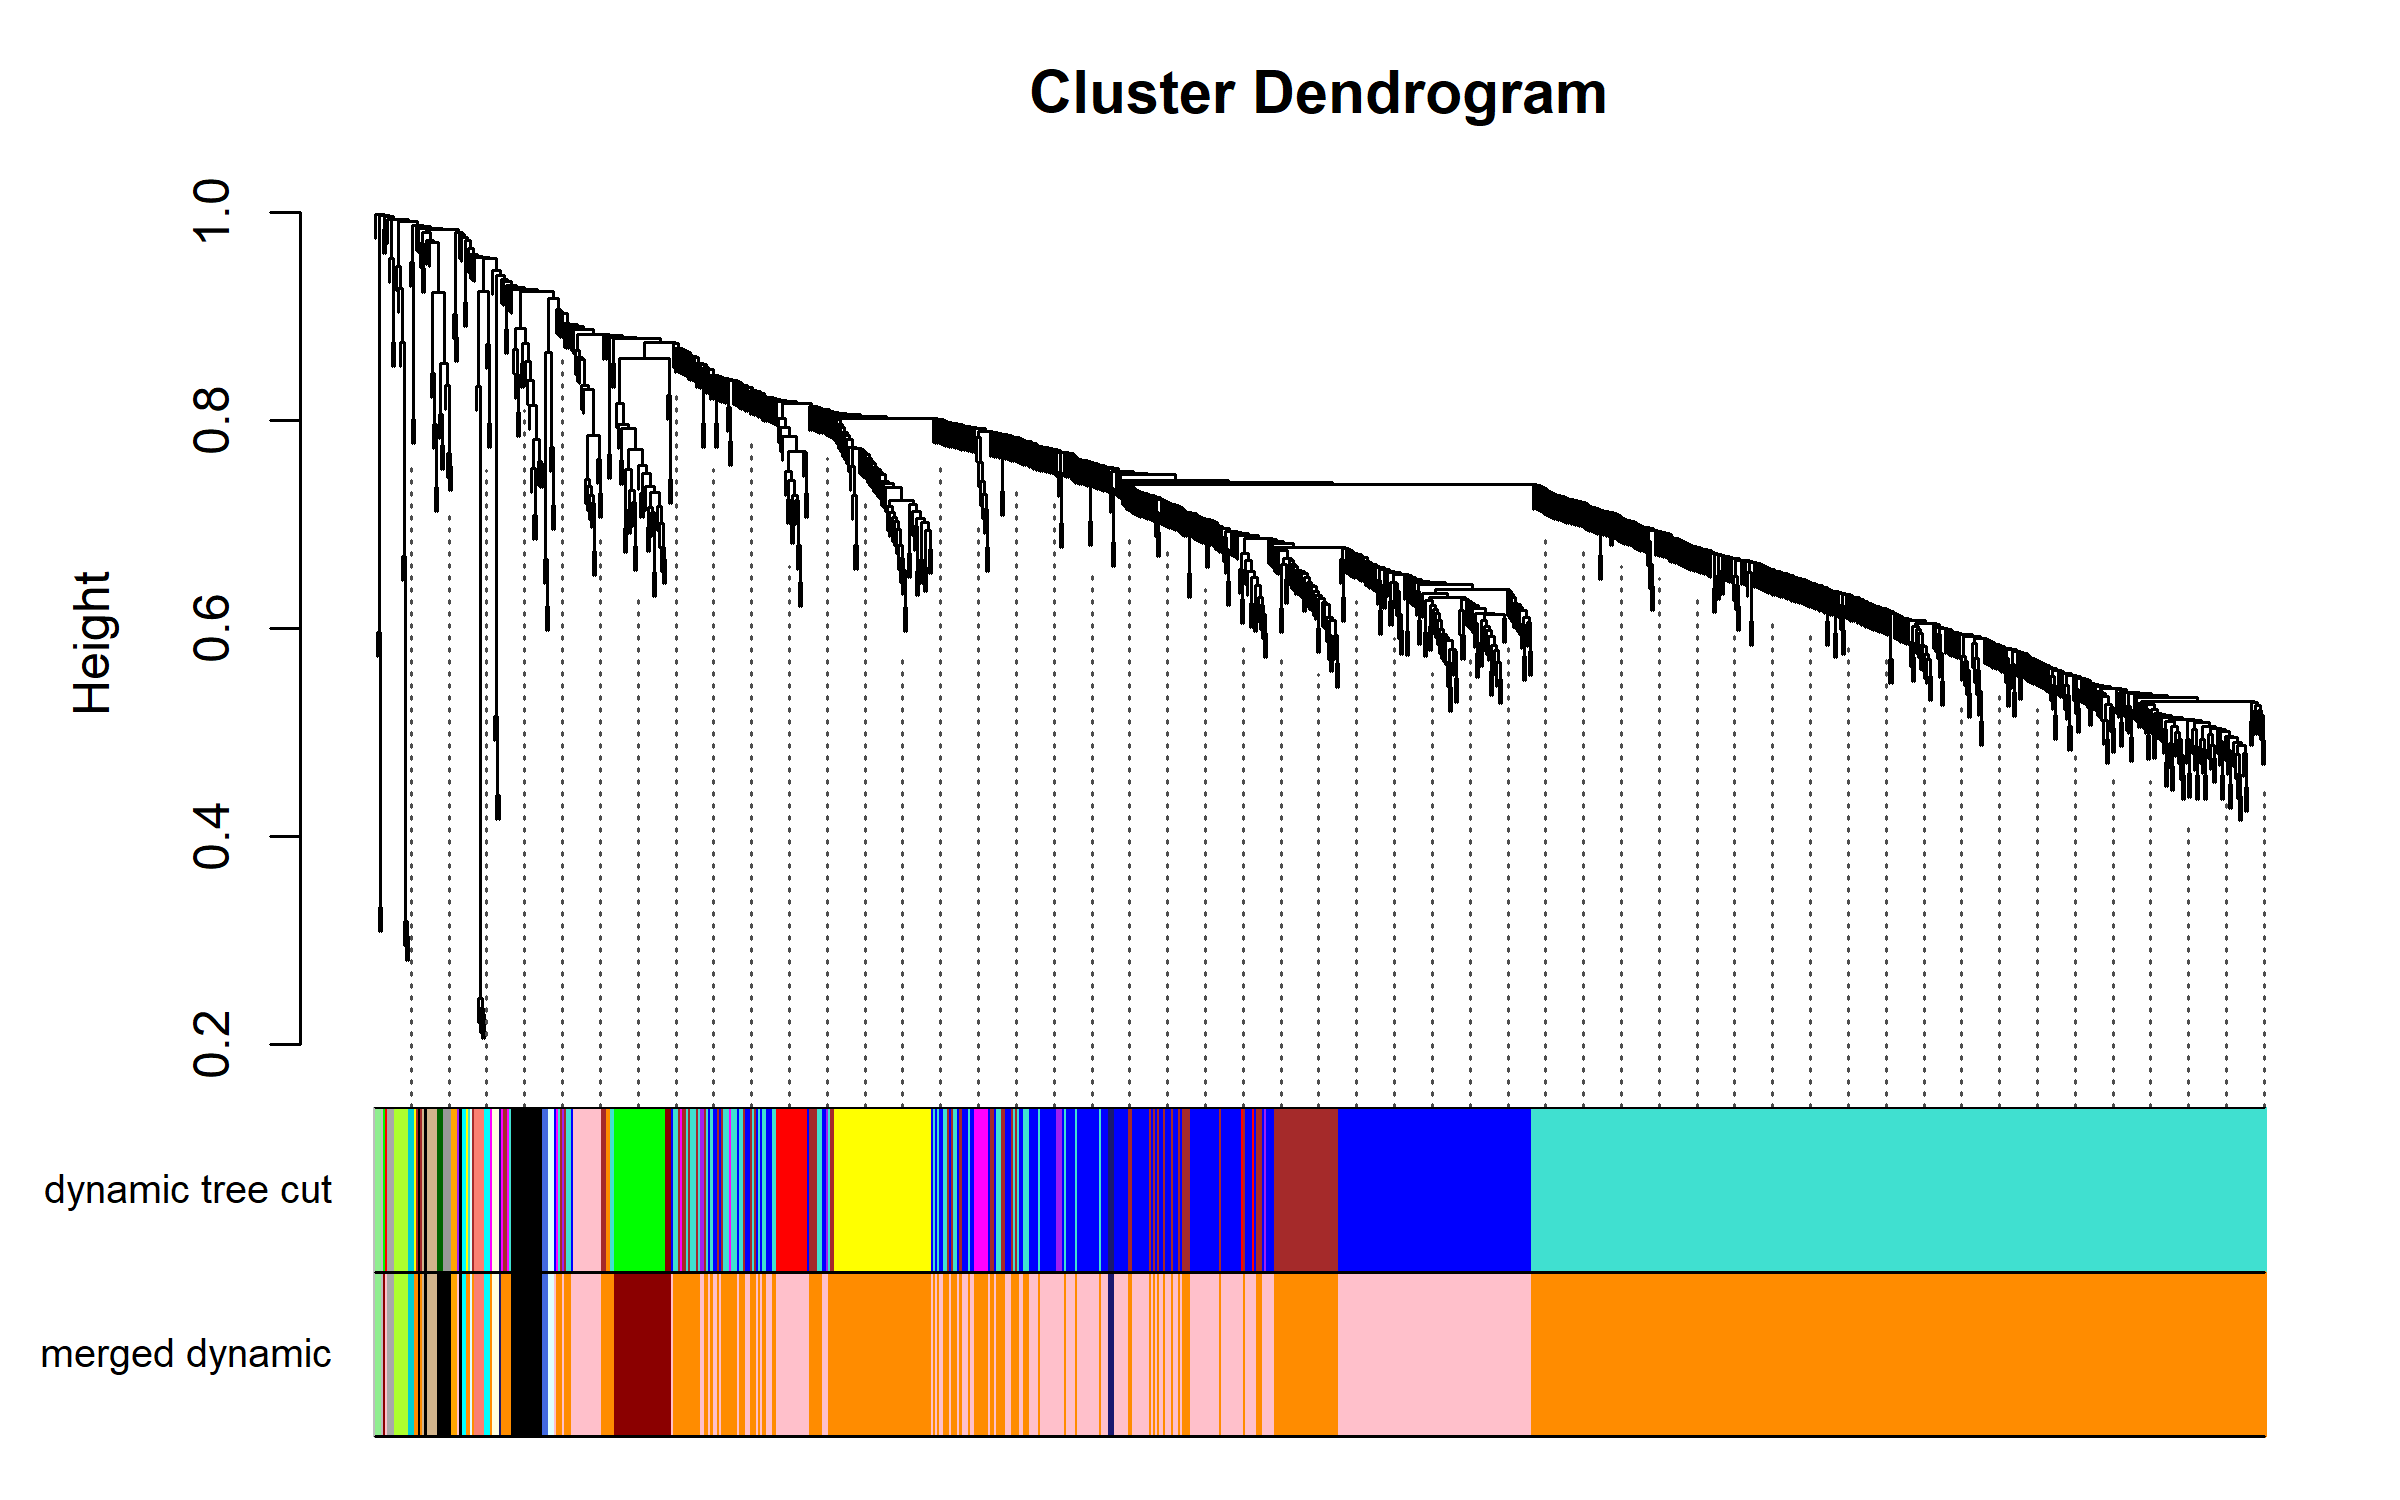 Cluster Dendrogram
Height
1.0
0.8
0.6
0.4
0.2
dynamic tree cut
merged dynamic